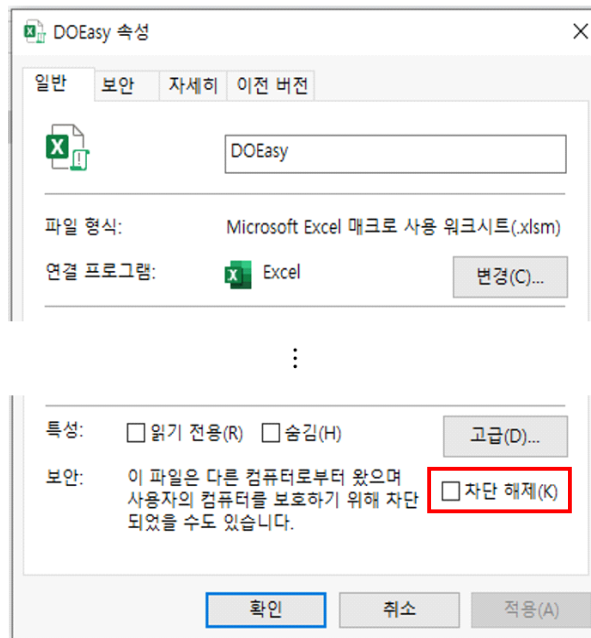 DOEasy 속성
일반 보안 자세히 이전 버전
DOEasy
파일 형식: Microsoft Excel 매크로 사용 워크시트(.xlsm)
연결 프로그램: Excel 변경(C)...
⋮
특성: 읽기 전용(R) 숨김(H) 고급(D)...
보안: 이 파일은 다른 컴퓨터로부터 왔으며
사용자의 컴퓨터를 보호하기 위해 차단 차단 해제(K)
되었을 수도 있습니다.
확인 취소 적용(A)